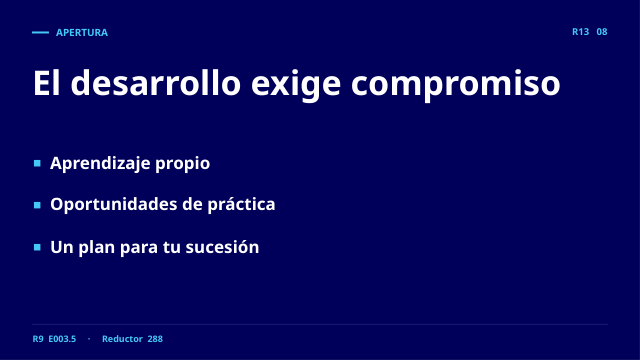 APERTURA
R13 08
El desarrollo exige compromiso
Aprendizaje propio
Oportunidades de práctica
Un plan para tu sucesión
R9 E003.5 · Reductor 288